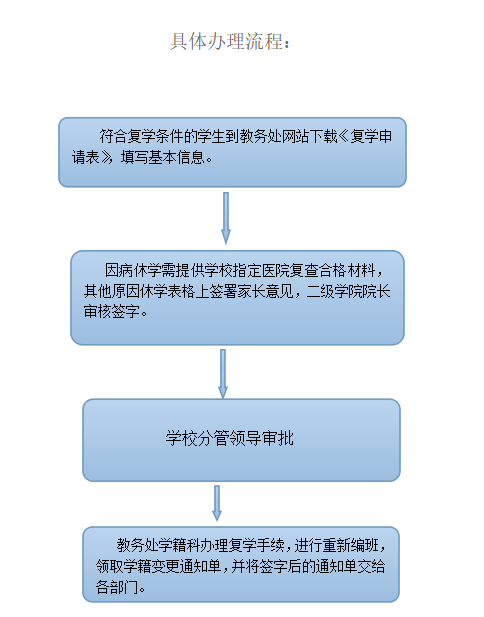 具体办理流程：
符合复学条件的学生到教务处网站下载《复学申
请表》，填写基本信息。
因病休学需提供学校指定医院复查合格材料，
其他原因休学表格上签署家长意见，二级学院院长
审核签字。
学校分管领导审批
教务处学籍科办理复学手续，进行重新编班，
领取学籍变更通知单，并将签字后的通知单交给
各部门。